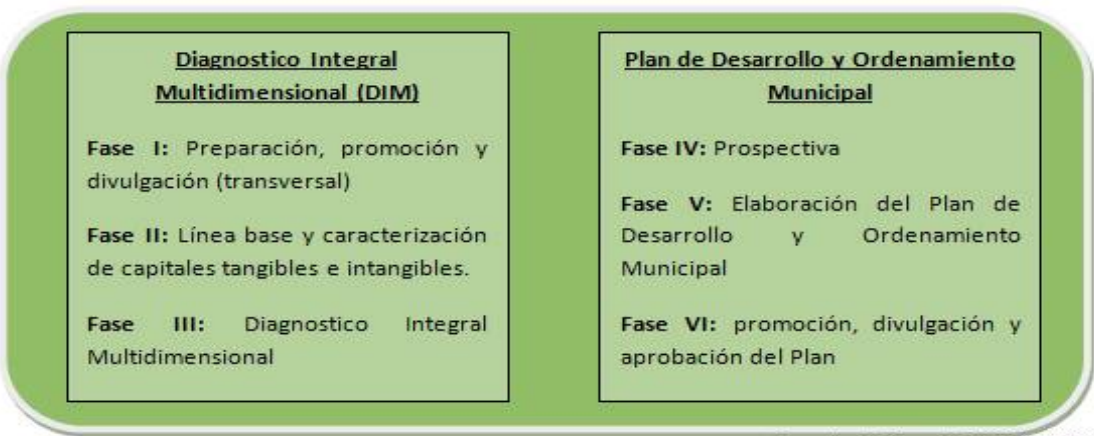 Diagnostico Integral
Multidimensional (DIM)
Fase I: Preparación, promoción y
divulgación (transversal)
Fase II: Línea base y caracterización
de capitales tangibles e intangibles.
Fase III: Diagnostico Integral
Multidimensional
Plan de Desarrollo y Ordenamiento
Municipal
Fase IV: Prospectiva
Fase V: Elaboración del Plan de
Desarrollo y Ordenamiento
Municipal
Fase VI: promoción, divulgación y
aprobación del Plan